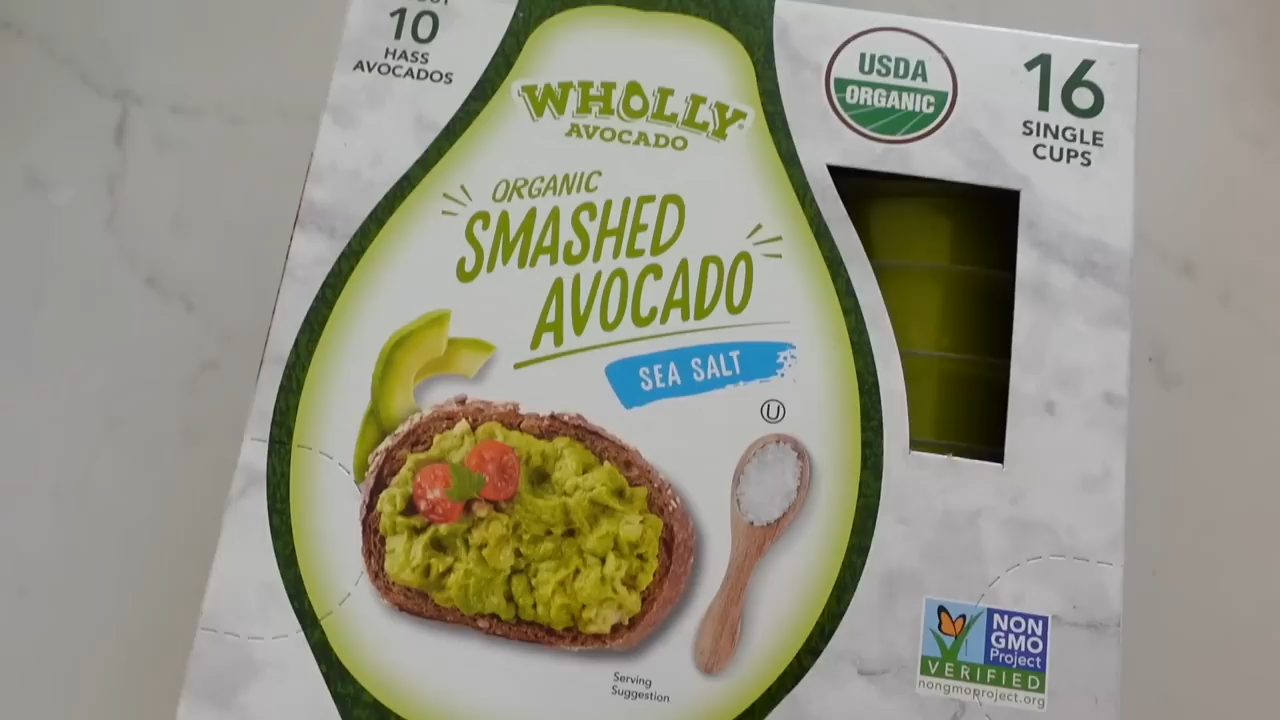 10
HASS
AVOCADOS
WHOLLY
AVOCADO
ORGANIC
SMASHED
AVOCADO
SEA SALT
U
USDA
ORGANIC
16
SINGLE
CUPS
Serving
Suggestion
NON
GMO
Project
VERIFIED
nongmoproject.org